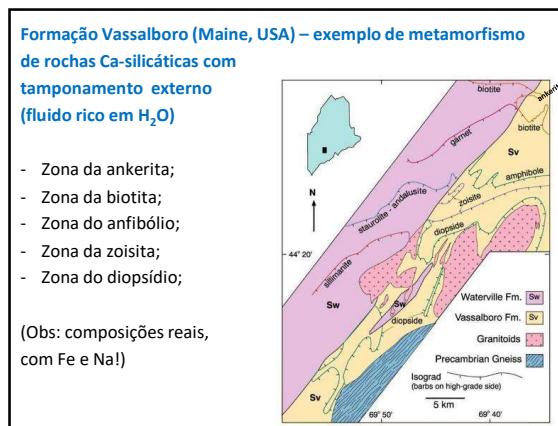 Formação Vassalboro (Maine, USA) – exemplo de metamorfismo
de rochas Ca-silicáticas com
tamponamento externo
(fluido rico em H₂O)
- Zona da ankerita;
- Zona da biotita;
- Zona do anfibólio;
- Zona da zoisita;
- Zona do diopsídio;
(Obs: composições reais,
com Fe e Na!)
biotite
ankerite
biotite
garnet
Sv
amphibole
N
staurolite - andalusite
zoisite
diopside
44° 20'
sillimanite
Sw
Sw
diopside
Sv
Waterville Fm. Sw
Vassalboro Fm. Sv
Granitoids
Precambrian Gneiss
Isograd
(barbs on high-grade side)
5 km
69° 50' 69° 40'